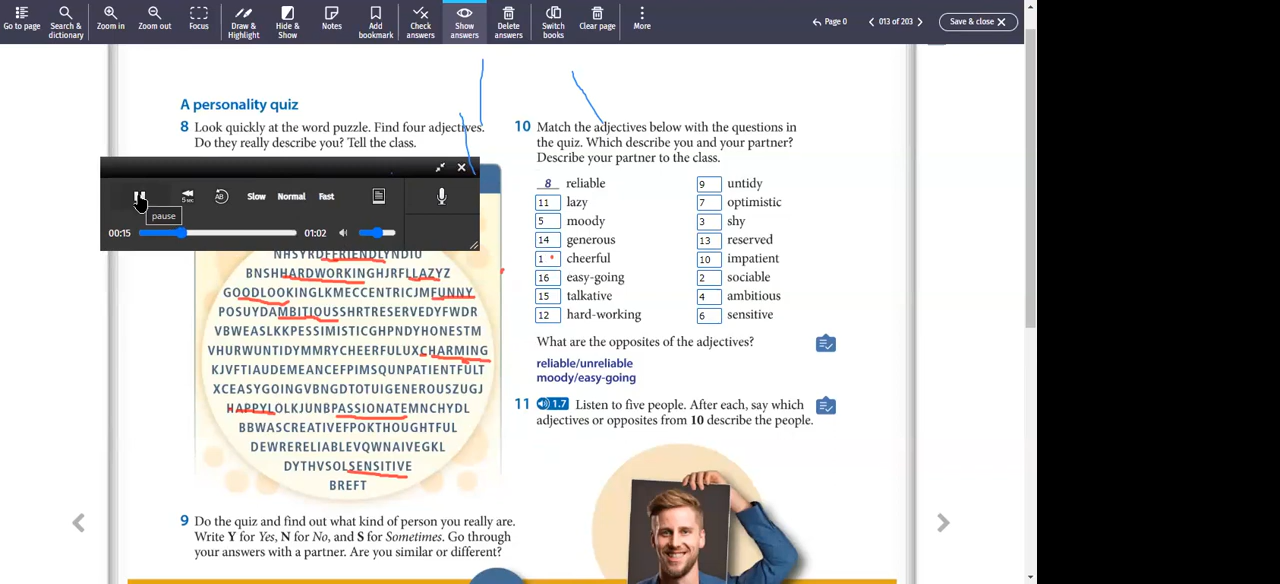 Go to page
Search & dictionary
Zoom in
Zoom out
Focus
Draw & Highlight
Hide & Show
Notes
Add bookmark
Check answers
Show answers
Delete answers
Switch books
Clear page
More
Page 0
013 of 203
Save & close
A personality quiz
8 Look quickly at the word puzzle. Find four adjectives.
Do they really describe you? Tell the class.
5 SEC
AB
Slow
Normal
Fast
pause
00:15
01:02
NHSYRDFFRIENDLYNDIU
BNSHHARDWORKINGHJRFLLAZYZ
GOODLOOKINGLKMECCENTRICJMFUNNY
POSUYDAMBITIOUSSHRTRESERVEDYFWDR
VBWEASLKKPESSIMISTICGHPNDYHONESTM
VHURWUNTIDYMMRYCHEERFULUXCHARMING
KJVFTIAUDEMEANCEFPIMSQUNPATIENTFULT
XCEASYGOINGVBNGDTOTUIGENEROUSZUGJ
HAPPYLOLKJUNBPASSIONATEMNCHYDL
BBWASCREATIVEFPOKTHOUGHTFUL
DEWRERELIABLEVQWNAIVEGKL
DYTHVSOLSENSITIVE
BREFT
9 Do the quiz and find out what kind of person you really are.
Write Y for Yes, N for No, and S for Sometimes. Go through
your answers with a partner. Are you similar or different?
10 Match the adjectives below with the questions in
the quiz. Which describe you and your partner?
Describe your partner to the class.
8 reliable
11 lazy
5 moody
14 generous
1 cheerful
16 easy-going
15 talkative
12 hard-working
9 untidy
7 optimistic
3 shy
13 reserved
10 impatient
2 sociable
4 ambitious
6 sensitive
What are the opposites of the adjectives?
reliable/unreliable
moody/easy-going
11 1.7 Listen to five people. After each, say which
adjectives or opposites from 10 describe the people.